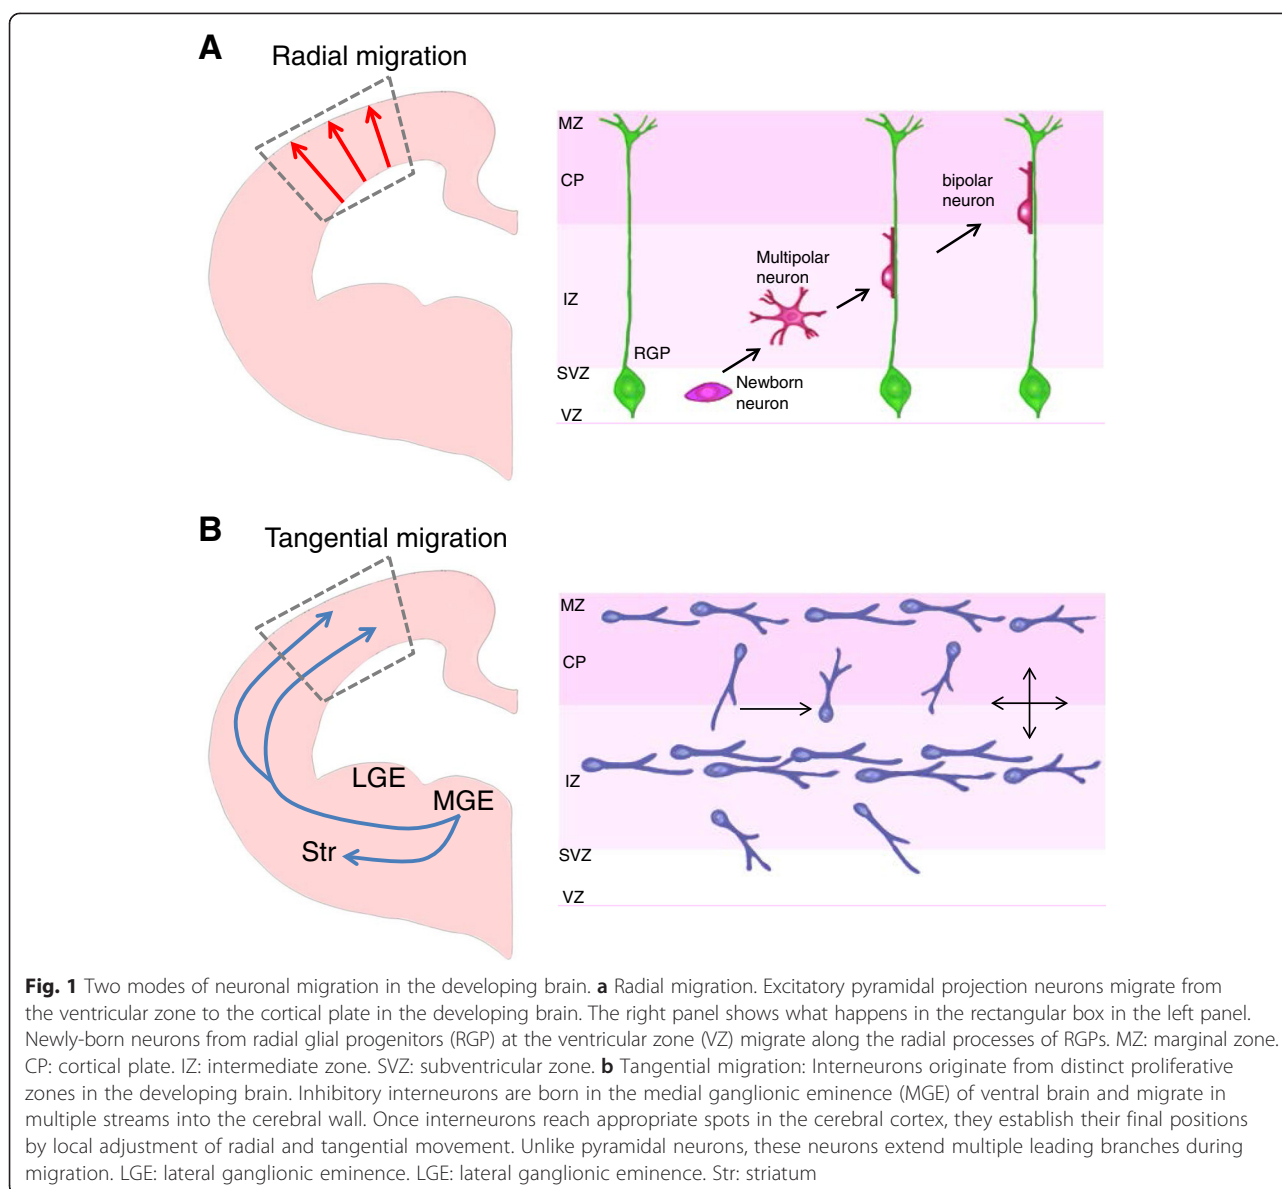 A
Radial migration
MZ
CP
bipolar
neuron
Multipolar
neuron
IZ
RGP
SVZ
Newborn
neuron
VZ
B
Tangential migration
MZ
CP
LGE
MGE
IZ
Str
SVZ
VZ
Fig. 1 Two modes of neuronal migration in the developing brain. a Radial migration. Excitatory pyramidal projection neurons migrate from
the ventricular zone to the cortical plate in the developing brain. The right panel shows what happens in the rectangular box in the left panel.
Newly-born neurons from radial glial progenitors (RGP) at the ventricular zone (VZ) migrate along the radial processes of RGPs. MZ: marginal zone.
CP: cortical plate. IZ: intermediate zone. SVZ: subventricular zone. b Tangential migration: Interneurons originate from distinct proliferative
zones in the developing brain. Inhibitory interneurons are born in the medial ganglionic eminence (MGE) of ventral brain and migrate in
multiple streams into the cerebral wall. Once interneurons reach appropriate spots in the cerebral cortex, they establish their final positions
by local adjustment of radial and tangential movement. Unlike pyramidal neurons, these neurons extend multiple leading branches during
migration. LGE: lateral ganglionic eminence. LGE: lateral ganglionic eminence. Str: striatum